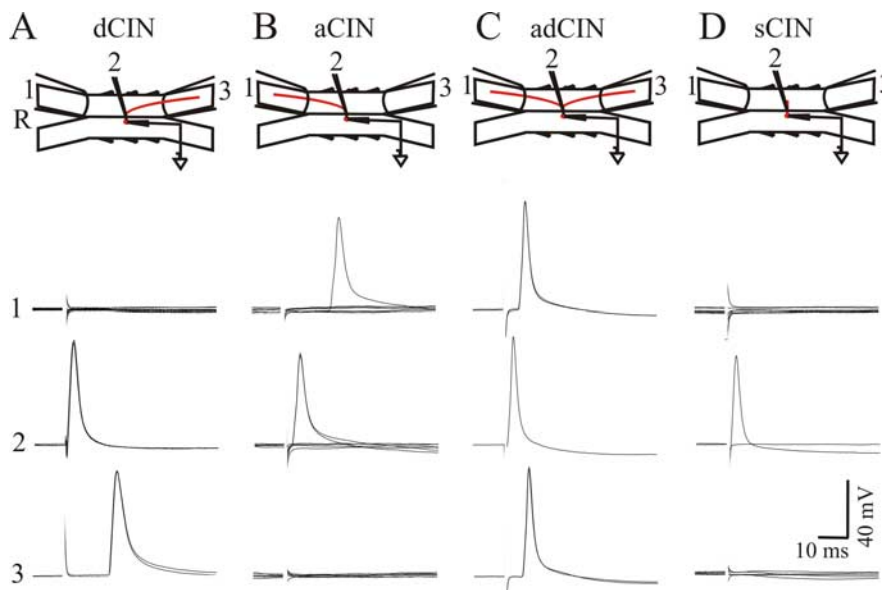 A dCIN B aCIN C adCIN D sCIN
2 2 2 2
1 3 1 1 3 1 3
R
1
2
3
10 ms 40 mV